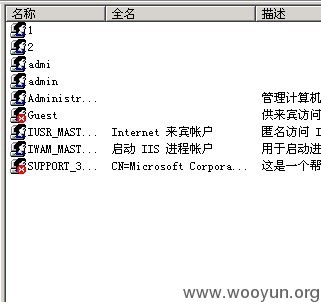 名称 全名 描述
1
2
admi
admin
Administr... 管理计算机
Guest 供来宾访问
IUSR_MAST... Internet 来宾帐户 匿名访问 I
IWAM_MAST... 启动 IIS 进程帐户 用于启动进
SUPPORT_3... CN=Microsoft Corpora... 这是一个帮
www.wooyun.org